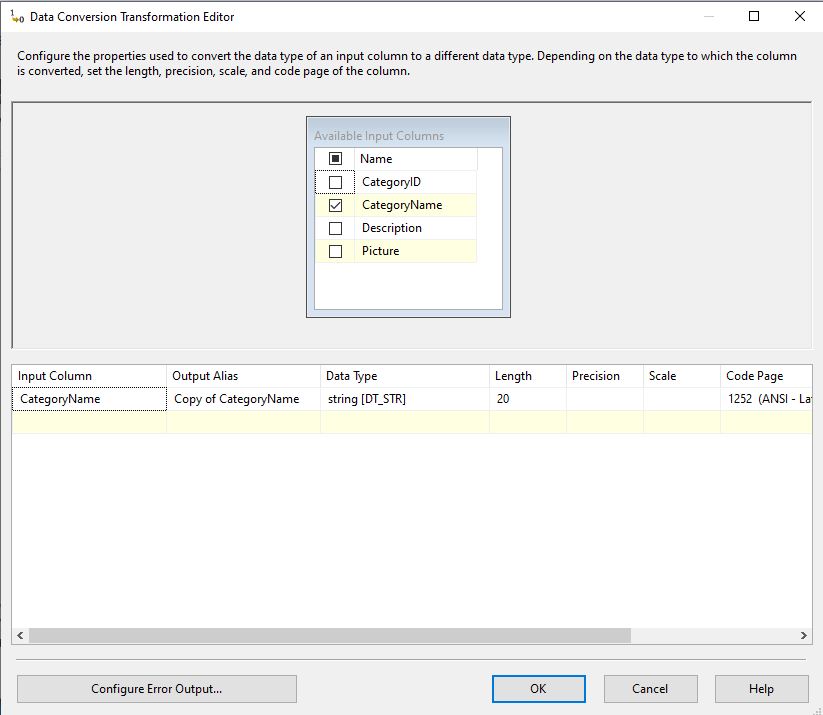 Data Conversion Transformation Editor
Configure the properties used to convert the data type of an input column to a different data type. Depending on the data type to which the column
is converted, set the length, precision, scale, and code page of the column.
Available Input Columns
Name
CategoryID
CategoryName
Description
Picture
Input Column Output Alias Data Type Length Precision Scale Code Page
CategoryName Copy of CategoryName string [DT_STR] 20 1252 (ANSI - La
Configure Error Output... OK Cancel Help